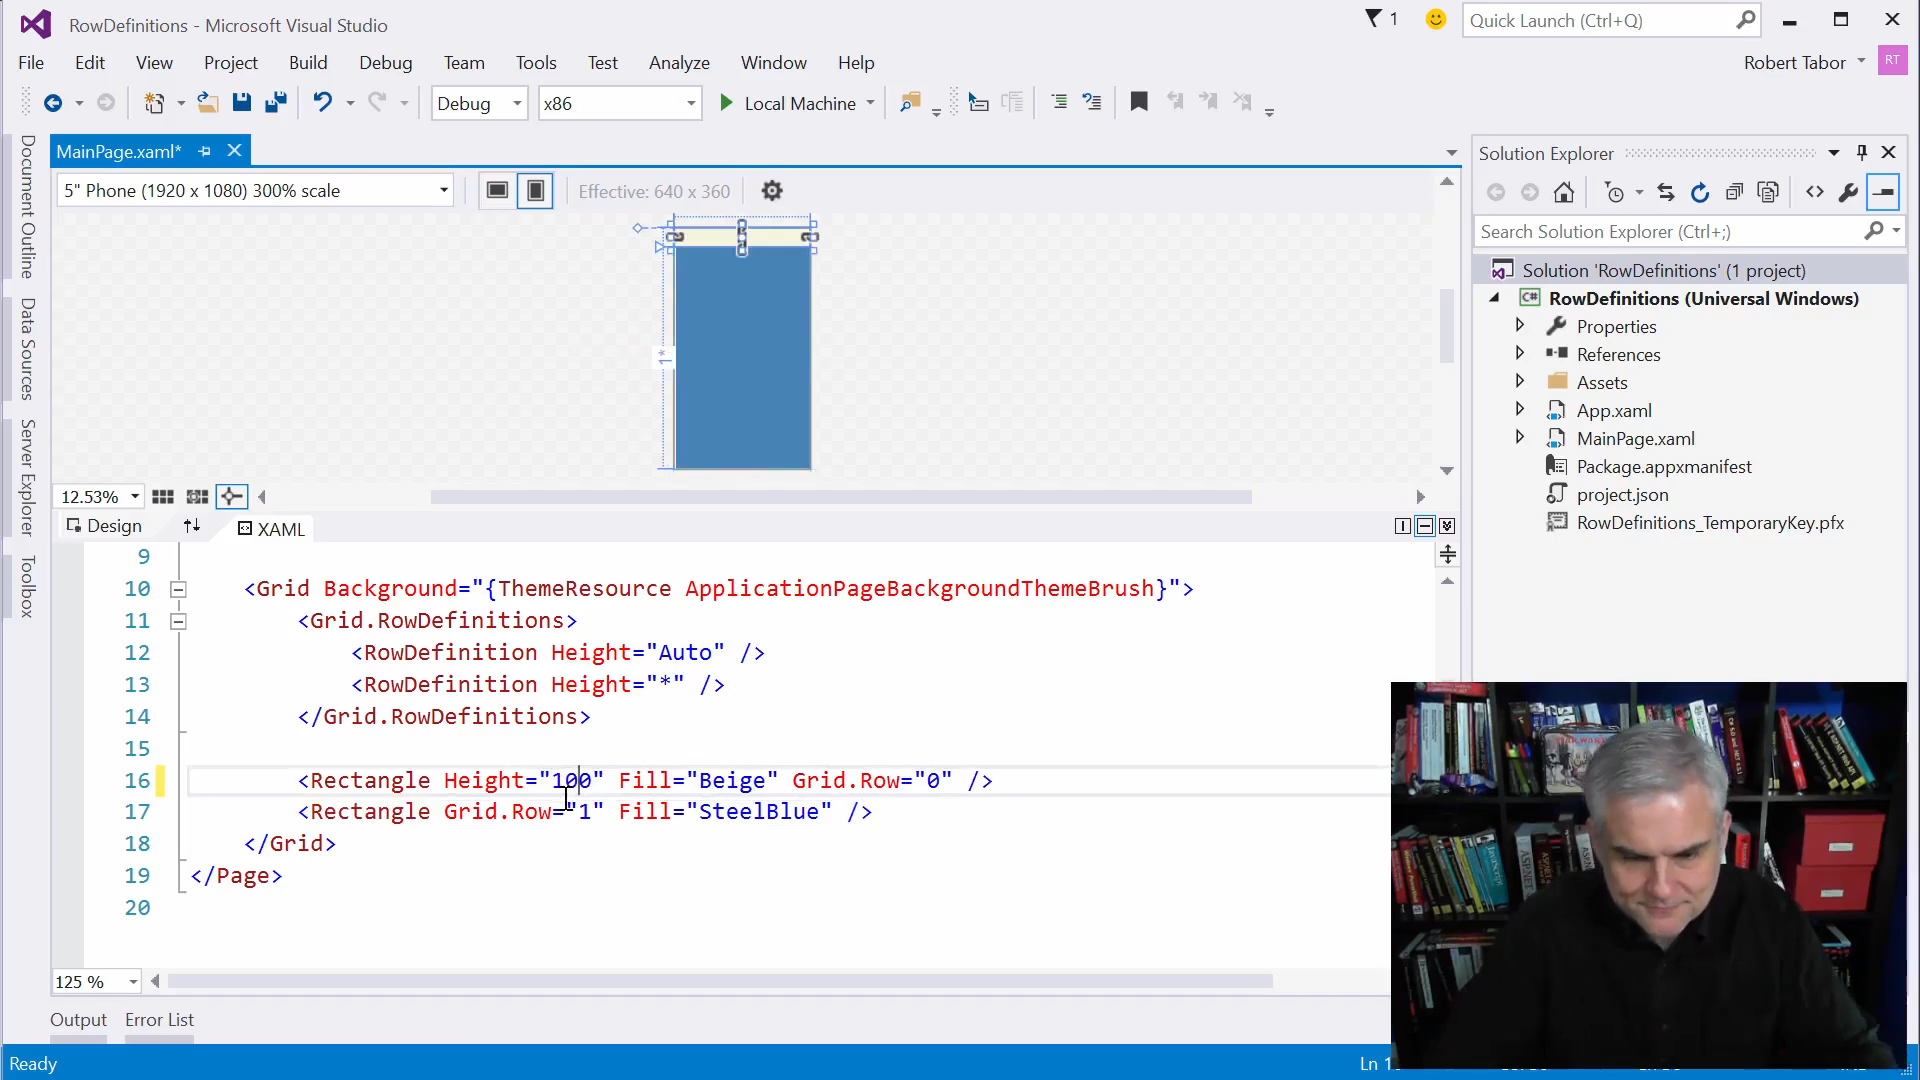 RowDefinitions - Microsoft Visual Studio
1
Quick Launch (Ctrl+Q)
File Edit View Project Build Debug Team Tools Test Analyze Window Help
Robert Tabor RT
Debug x86 Local Machine
Document Outline
Data Sources
Server Explorer
Toolbox
MainPage.xaml*
5" Phone (1920 x 1080) 300% scale
Effective: 640 x 360
1*
12.53%
Design XAML
9
10 <Grid Background="{ThemeResource ApplicationPageBackgroundThemeBrush}">
11 <Grid.RowDefinitions>
12 <RowDefinition Height="Auto" />
13 <RowDefinition Height="*" />
14 </Grid.RowDefinitions>
15
16 <Rectangle Height="100" Fill="Beige" Grid.Row="0" />
17 <Rectangle Grid.Row="1" Fill="SteelBlue" />
18 </Grid>
19 </Page>
20
125 %
Output Error List
Ready
Ln 1
Solution Explorer
Search Solution Explorer (Ctrl+;)
Solution 'RowDefinitions' (1 project)
C# RowDefinitions (Universal Windows)
Properties
References
Assets
App.xaml
MainPage.xaml
Package.appxmanifest
project.json
RowDefinitions_TemporaryKey.pfx